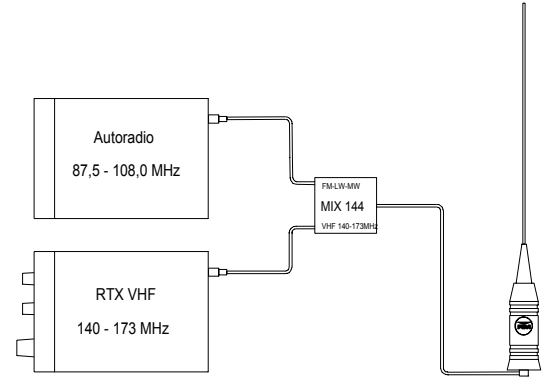 Autoradio
87,5 - 108,0 MHz
FM-LW-MW
MIX 144
VHF 140-173MHz
RTX VHF
140 - 173 MHz